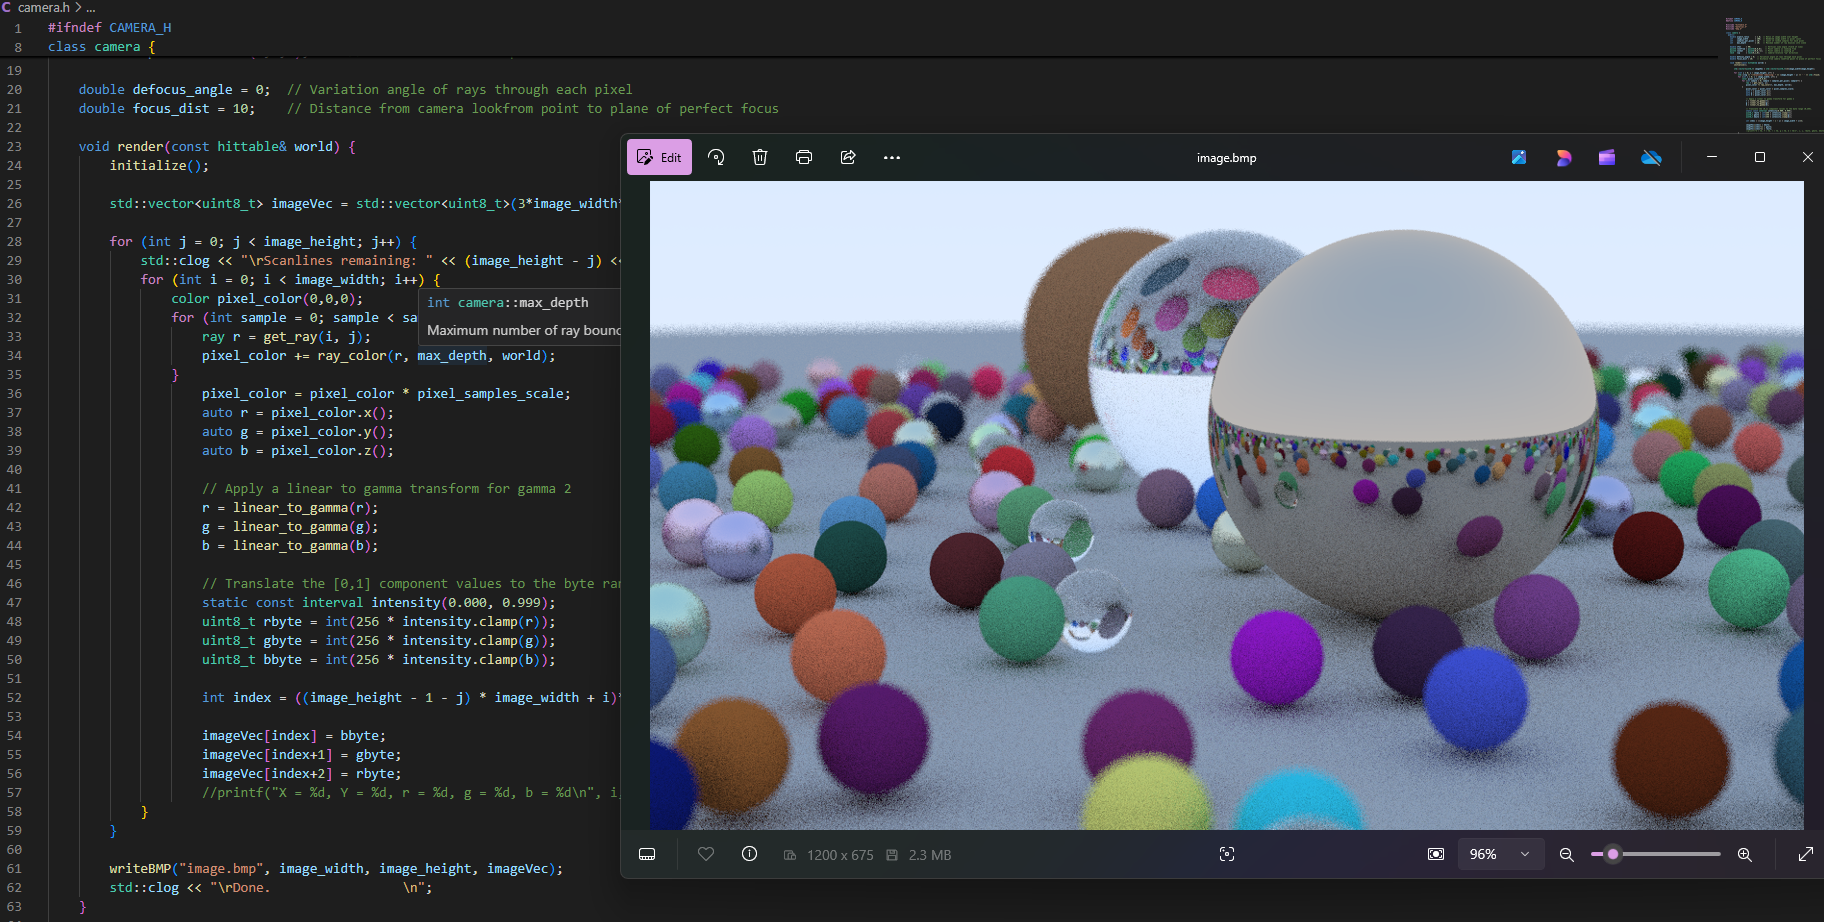 camera.h > ...
1 #ifndef CAMERA_H
8 class camera {
19
20 double defocus_angle = 0;  // Variation angle of rays through each pixel
21 double focus_dist = 10;    // Distance from camera lookfrom point to plane of perfect focus
22
23 void render(const hittable& world) {
24 initialize();
25
26 std::vector<uint8_t> imageVec = std::vector<uint8_t>(3*image_width*
27
28 for (int j = 0; j < image_height; j++) {
29 std::clog << "\rScanlines remaining: " << (image_height - j) <<
30 for (int i = 0; i < image_width; i++) {
31 color pixel_color(0,0,0);
32 for (int sample = 0; sample < sa
33 ray r = get_ray(i, j);
34 pixel_color += ray_color(r, max_depth, world);
35 }
36 pixel_color = pixel_color * pixel_samples_scale;
37 auto r = pixel_color.x();
38 auto g = pixel_color.y();
39 auto b = pixel_color.z();
40
41 // Apply a linear to gamma transform for gamma 2
42 r = linear_to_gamma(r);
43 g = linear_to_gamma(g);
44 b = linear_to_gamma(b);
45
46 // Translate the [0,1] component values to the byte ran
47 static const interval intensity(0.000, 0.999);
48 uint8_t rbyte = int(256 * intensity.clamp(r));
49 uint8_t gbyte = int(256 * intensity.clamp(g));
50 uint8_t bbyte = int(256 * intensity.clamp(b));
51
52 int index = ((image_height - 1 - j) * image_width + i)*
53
54 imageVec[index] = bbyte;
55 imageVec[index+1] = gbyte;
56 imageVec[index+2] = rbyte;
57 //printf("X = %d, Y = %d, r = %d, g = %d, b = %d\n", i,
58 }
59 }
60
61 writeBMP("image.bmp", image_width, image_height, imageVec);
62 std::clog << "\rDone.                 \n";
63 }
int camera::max_depth
Maximum number of ray bounc
Edit
image.bmp
1200 x 675
2.3 MB
96%